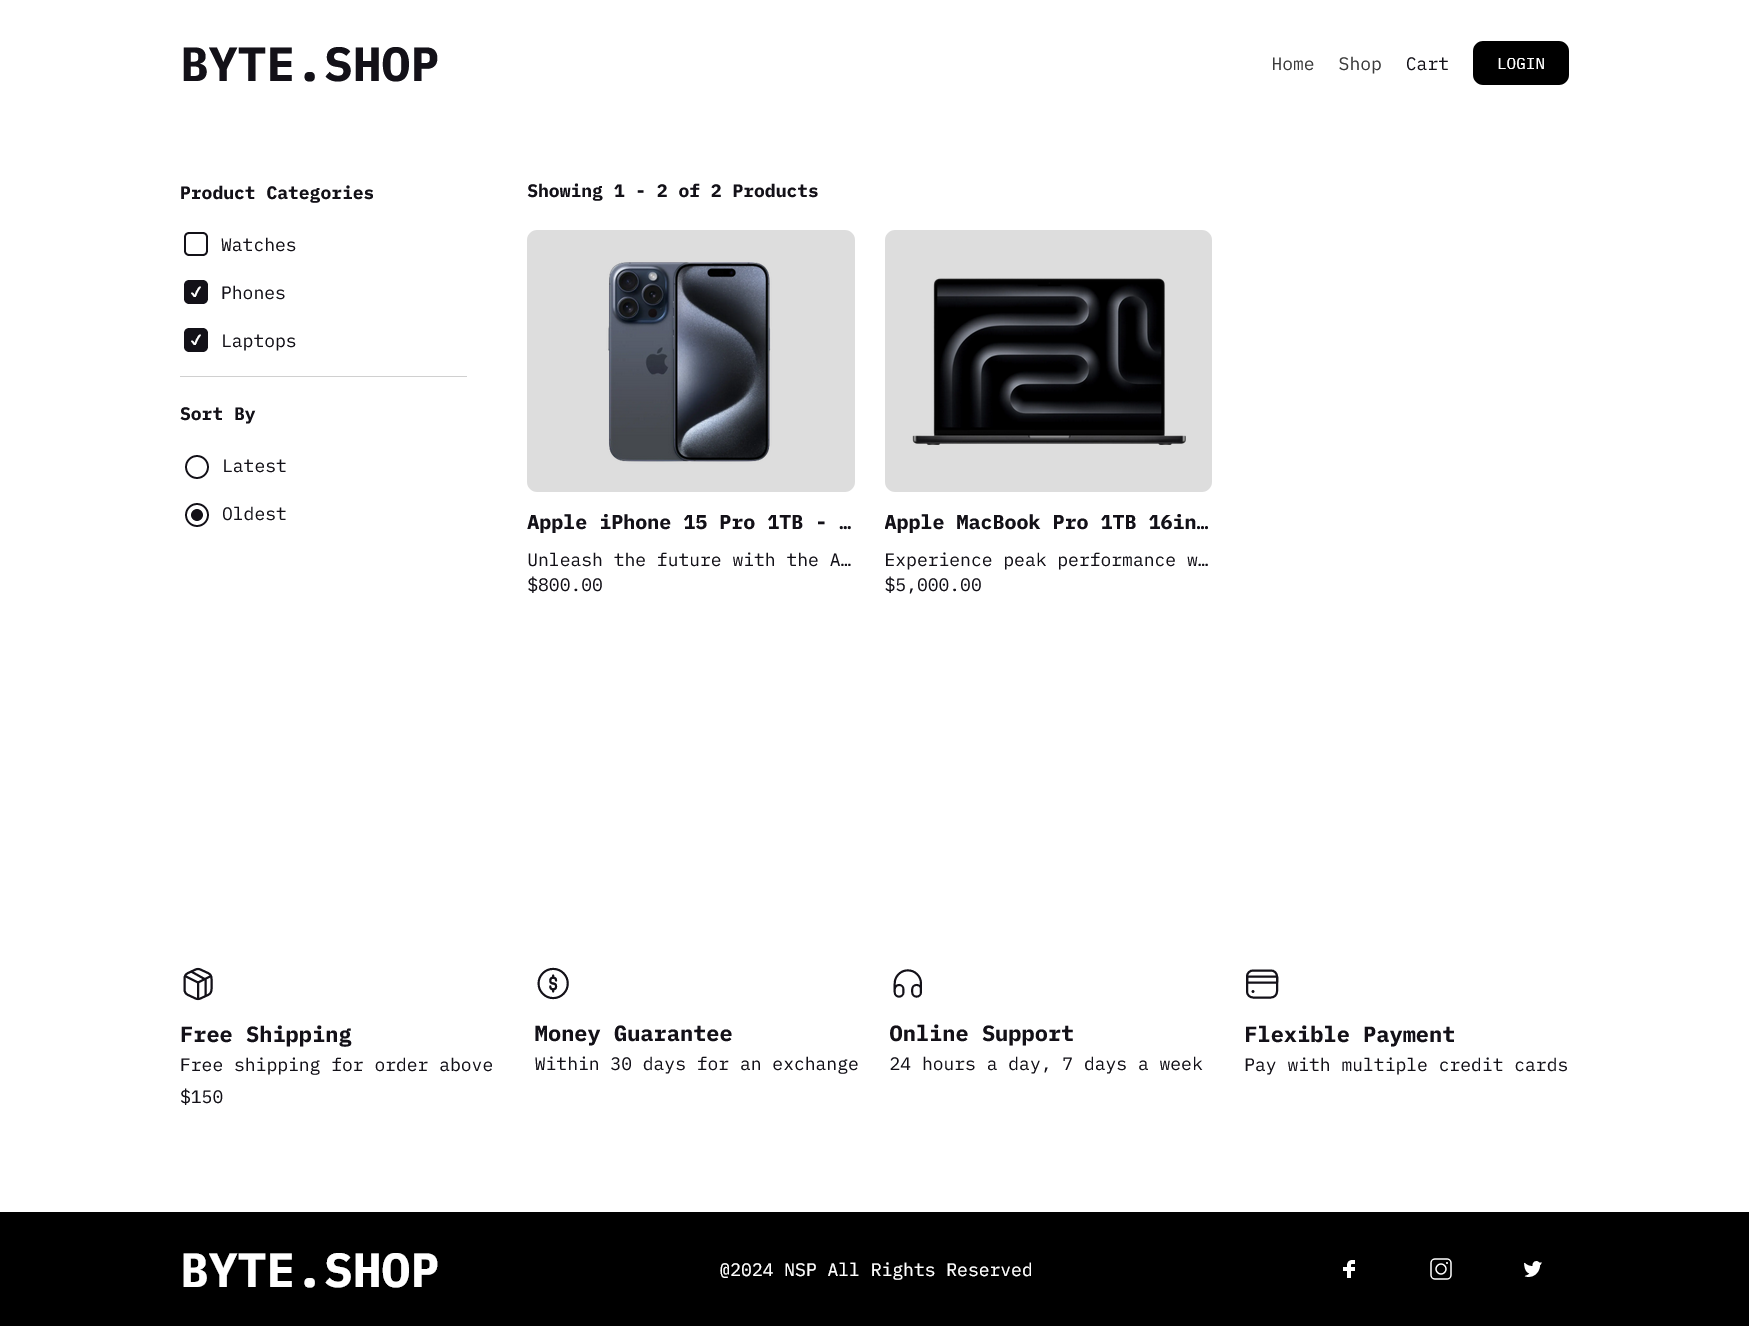 BYTE.SHOP
Home Shop Cart LOGIN
Product Categories
Watches
Phones
Laptops
Sort By
Latest
Oldest
Showing 1 - 2 of 2 Products
Apple iPhone 15 Pro 1TB - …
Unleash the future with the A…
$800.00
Apple MacBook Pro 1TB 16in…
Experience peak performance w…
$5,000.00
Free Shipping
Free shipping for order above
$150
Money Guarantee
Within 30 days for an exchange
Online Support
24 hours a day, 7 days a week
Flexible Payment
Pay with multiple credit cards
BYTE.SHOP
@2024 NSP All Rights Reserved